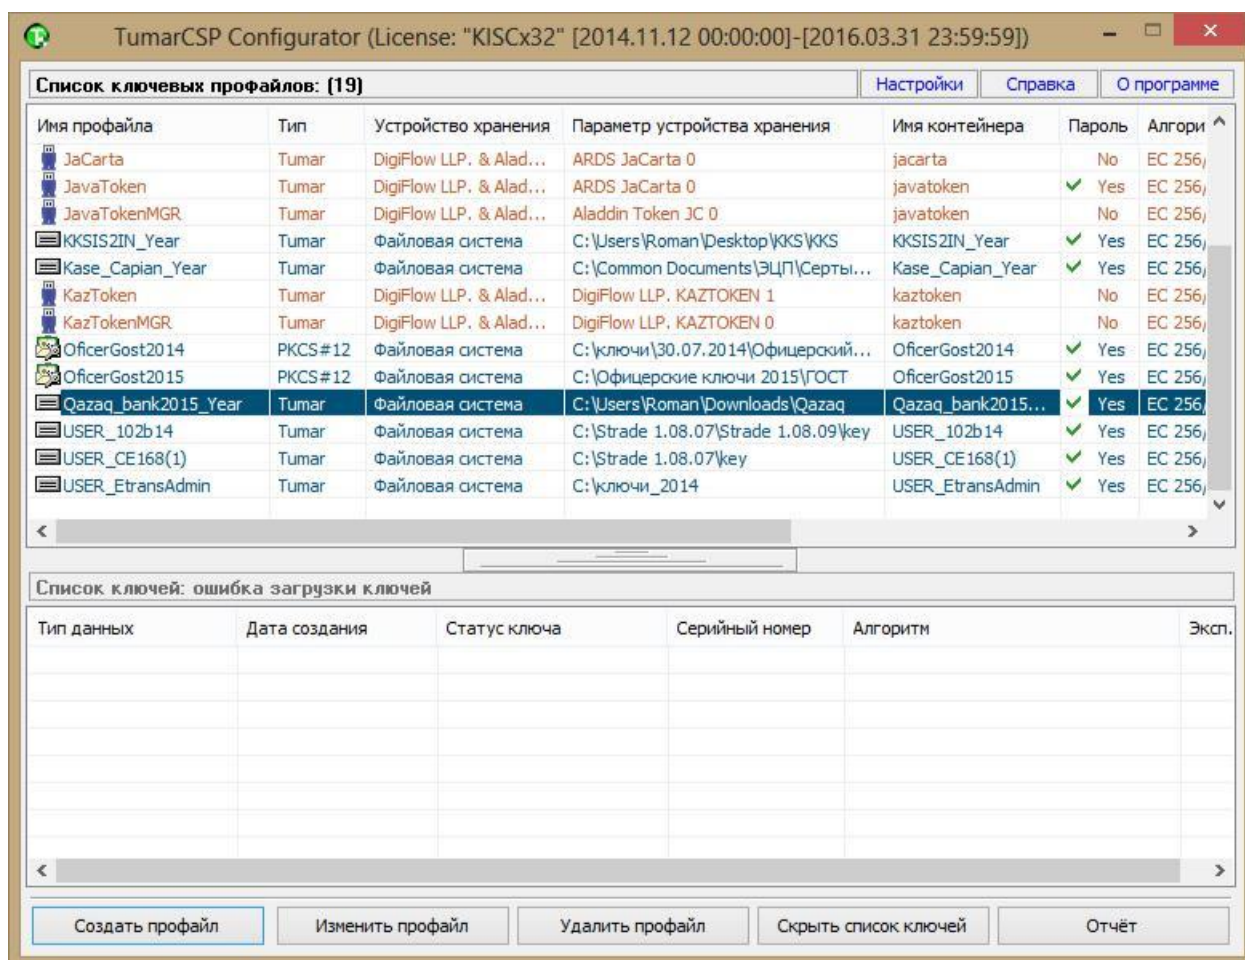 TumarCSP Configurator (License: "KISCx32" [2014.11.12 00:00:00]-[2016.03.31 23:59:59])
Список ключевых профайлов: (19) Настройки Справка О программе
Имя профайла Тип Устройство хранения Параметр устройства хранения Имя контейнера Пароль Алгори
JaCarta Tumar DigiFlow LLP. & Alad... ARDS JaCarta 0 jacarta No EC 256/
JavaToken Tumar DigiFlow LLP. & Alad... ARDS JaCarta 0 javatoken Yes EC 256/
JavaTokenMGR Tumar DigiFlow LLP. & Alad... Aladdin Token JC 0 javatoken No EC 256/
KKSIS2IN_Year Tumar Файловая система C:\Users\Roman\Desktop\KKS\KKS KKSIS2IN_Year Yes EC 256/
Kase_Capian_Year Tumar Файловая система C:\Common Documents\ЭЦП\Серты... Kase_Capian_Year Yes EC 256/
KazToken Tumar DigiFlow LLP. & Alad... DigiFlow LLP. KAZTOKEN 1 kaztoken No EC 256/
KazTokenMGR Tumar DigiFlow LLP. & Alad... DigiFlow LLP. KAZTOKEN 0 kaztoken No EC 256/
OficerGost2014 PKCS#12 Файловая система C:\ключи\30.07.2014\Офицерский... OficerGost2014 Yes EC 256/
OficerGost2015 PKCS#12 Файловая система C:\Офицерские ключи 2015\ГОСТ OficerGost2015 Yes EC 256/
Qazaq_bank2015_Year Tumar Файловая система C:\Users\Roman\Downloads\Qazaq Qazaq_bank2015... Yes EC 256/
USER_102b14 Tumar Файловая система C:\Strade 1.08.07\Strade 1.08.09\key USER_102b14 Yes EC 256/
USER_CE168(1) Tumar Файловая система C:\Strade 1.08.07\key USER_CE168(1) Yes EC 256/
USER_EtransAdmin Tumar Файловая система C:\ключи_2014 USER_EtransAdmin Yes EC 256/
Список ключей: ошибка загрузки ключей
Тип данных Дата создания Статус ключа Серийный номер Алгоритм Эксп.
Создать профайл Изменить профайл Удалить профайл Скрыть список ключей Отчёт